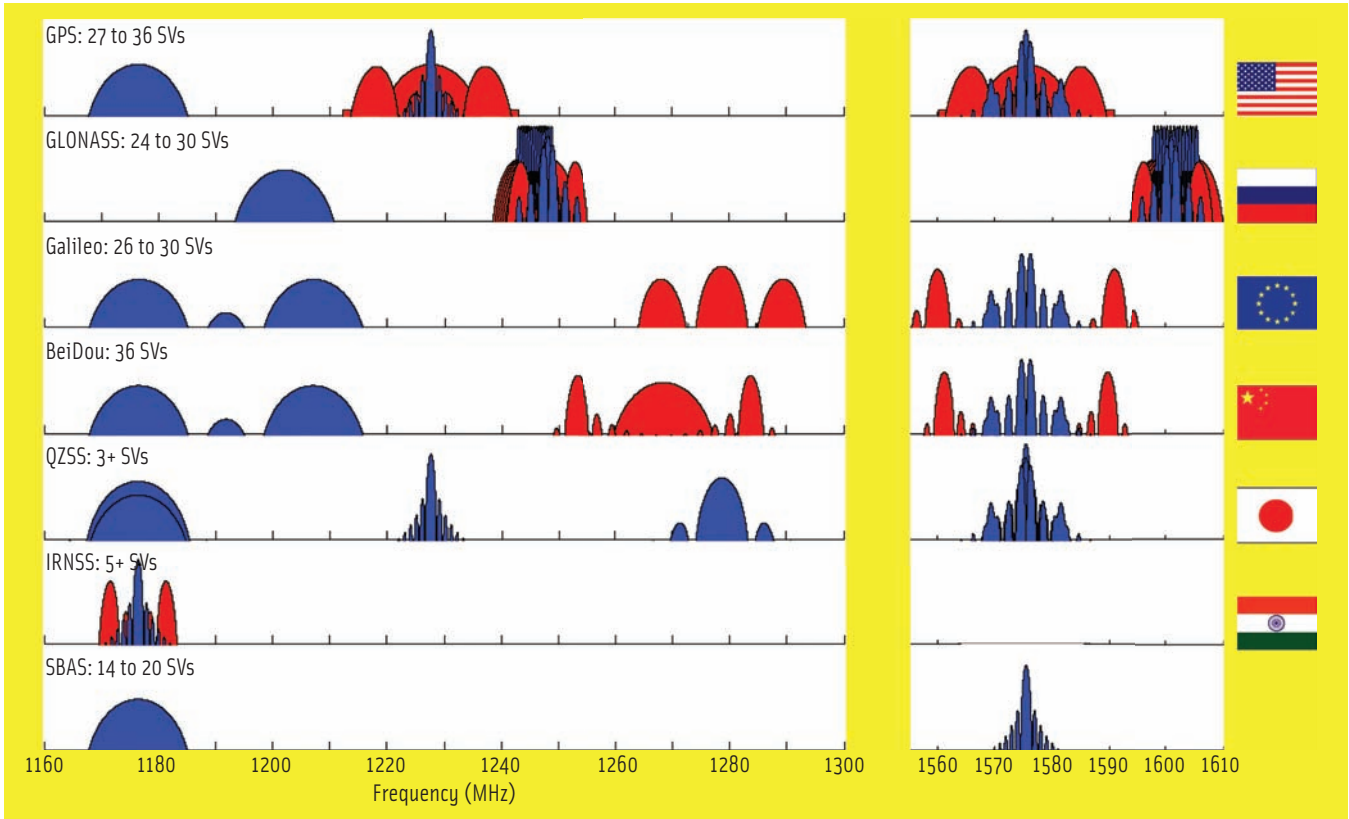 GPS: 27 to 36 SVs
GLONASS: 24 to 30 SVs
Galileo: 26 to 30 SVs
BeiDou: 36 SVs
QZSS: 3+ SVs
IRNSS: 5+ SVs
SBAS: 14 to 20 SVs
1160 1180 1200 1220 1240 1260 1280 1300 1560 1570 1580 1590 1600 1610
Frequency (MHz)